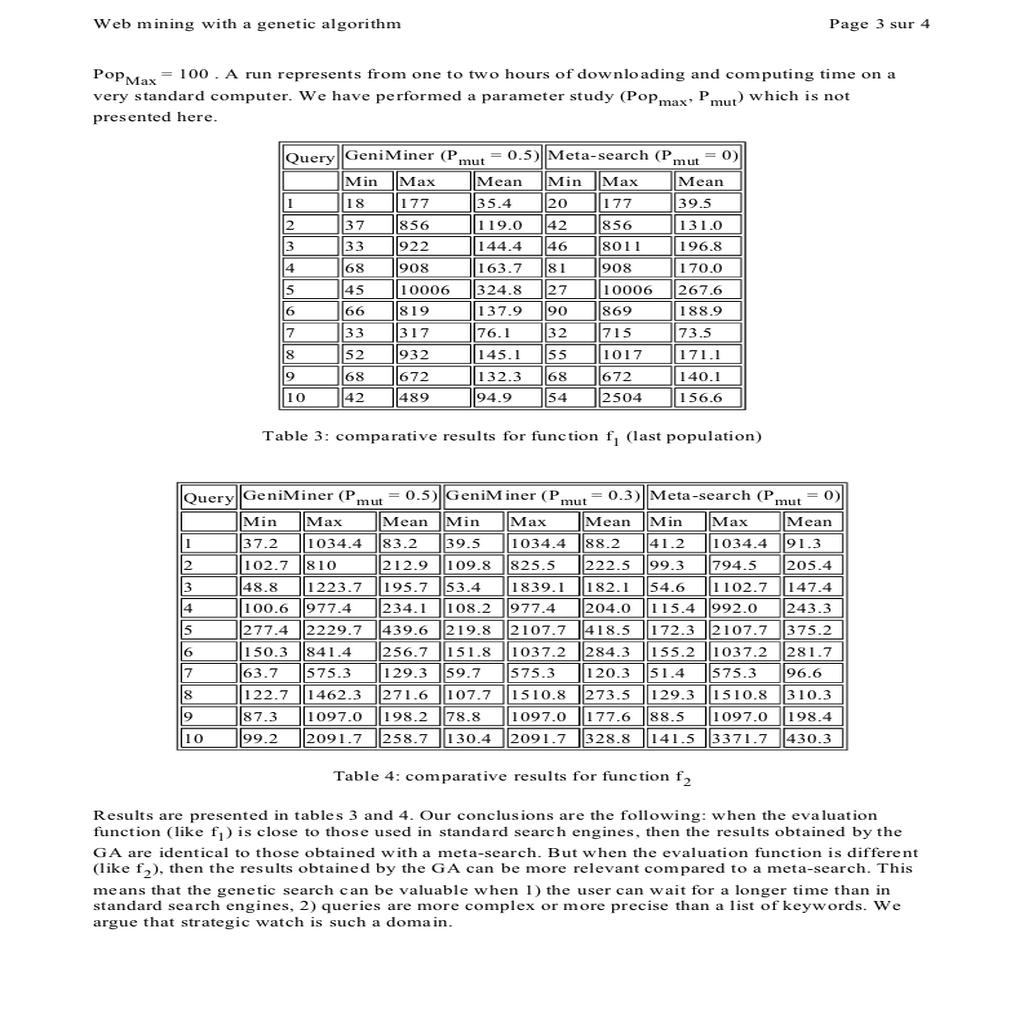 Web mining with a genetic algorithm Page 3 sur 4
PopMax = 100 . A run represents from one to two hours of downloading and computing time on a
very standard computer. We have performed a parameter study (Popmax, Pmut) which is not
presented here.
Query GeniMiner (Pmut = 0.5) Meta-search (Pmut = 0)
Min Max Mean Min Max Mean
1 18 177 35.4 20 177 39.5
2 37 856 119.0 42 856 131.0
3 33 922 144.4 46 8011 196.8
4 68 908 163.7 81 908 170.0
5 45 10006 324.8 27 10006 267.6
6 66 819 137.9 90 869 188.9
7 33 317 76.1 32 715 73.5
8 52 932 145.1 55 1017 171.1
9 68 672 132.3 68 672 140.1
10 42 489 94.9 54 2504 156.6
Table 3: comparative results for function f1 (last population)
Query GeniMiner (Pmut = 0.5) GeniMiner (Pmut = 0.3) Meta-search (Pmut = 0)
Min Max Mean Min Max Mean Min Max Mean
1 37.2 1034.4 83.2 39.5 1034.4 88.2 41.2 1034.4 91.3
2 102.7 810 212.9 109.8 825.5 222.5 99.3 794.5 205.4
3 48.8 1223.7 195.7 53.4 1839.1 182.1 54.6 1102.7 147.4
4 100.6 977.4 234.1 108.2 977.4 204.0 115.4 992.0 243.3
5 277.4 2229.7 439.6 219.8 2107.7 418.5 172.3 2107.7 375.2
6 150.3 841.4 256.7 151.8 1037.2 284.3 155.2 1037.2 281.7
7 63.7 575.3 129.3 59.7 575.3 120.3 51.4 575.3 96.6
8 122.7 1462.3 271.6 107.7 1510.8 273.5 129.3 1510.8 310.3
9 87.3 1097.0 198.2 78.8 1097.0 177.6 88.5 1097.0 198.4
10 99.2 2091.7 258.7 130.4 2091.7 328.8 141.5 3371.7 430.3
Table 4: comparative results for function f2
Results are presented in tables 3 and 4. Our conclusions are the following: when the evaluation
function (like f1) is close to those used in standard search engines, then the results obtained by the
GA are identical to those obtained with a meta-search. But when the evaluation function is different
(like f2), then the results obtained by the GA can be more relevant compared to a meta-search. This
means that the genetic search can be valuable when 1) the user can wait for a longer time than in
standard search engines, 2) queries are more complex or more precise than a list of keywords. We
argue that strategic watch is such a domain.